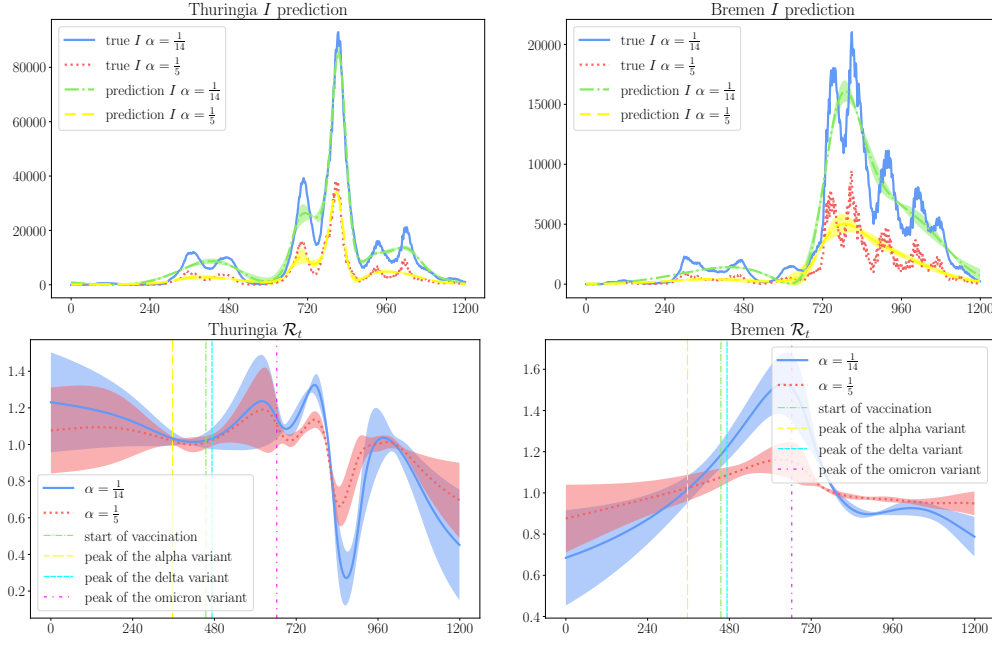 Thuringia I prediction
true I α = 1/14
true I α = 1/5
prediction I α = 1/14
prediction I α = 1/5
80000
60000
40000
20000
0
0 240 480 720 960 1200
Bremen I prediction
true I α = 1/14
true I α = 1/5
prediction I α = 1/14
prediction I α = 1/5
20000
15000
10000
5000
0
0 240 480 720 960 1200
Thuringia ℛt
1.4
1.2
1.0
0.8
0.6
0.4
0.2
α = 1/14
α = 1/5
start of vaccination
peak of the alpha variant
peak of the delta variant
peak of the omicron variant
0 240 480 720 960 1200
Bremen ℛt
1.6
1.4
1.2
1.0
0.8
0.6
0.4
α = 1/14
α = 1/5
start of vaccination
peak of the alpha variant
peak of the delta variant
peak of the omicron variant
0 240 480 720 960 1200